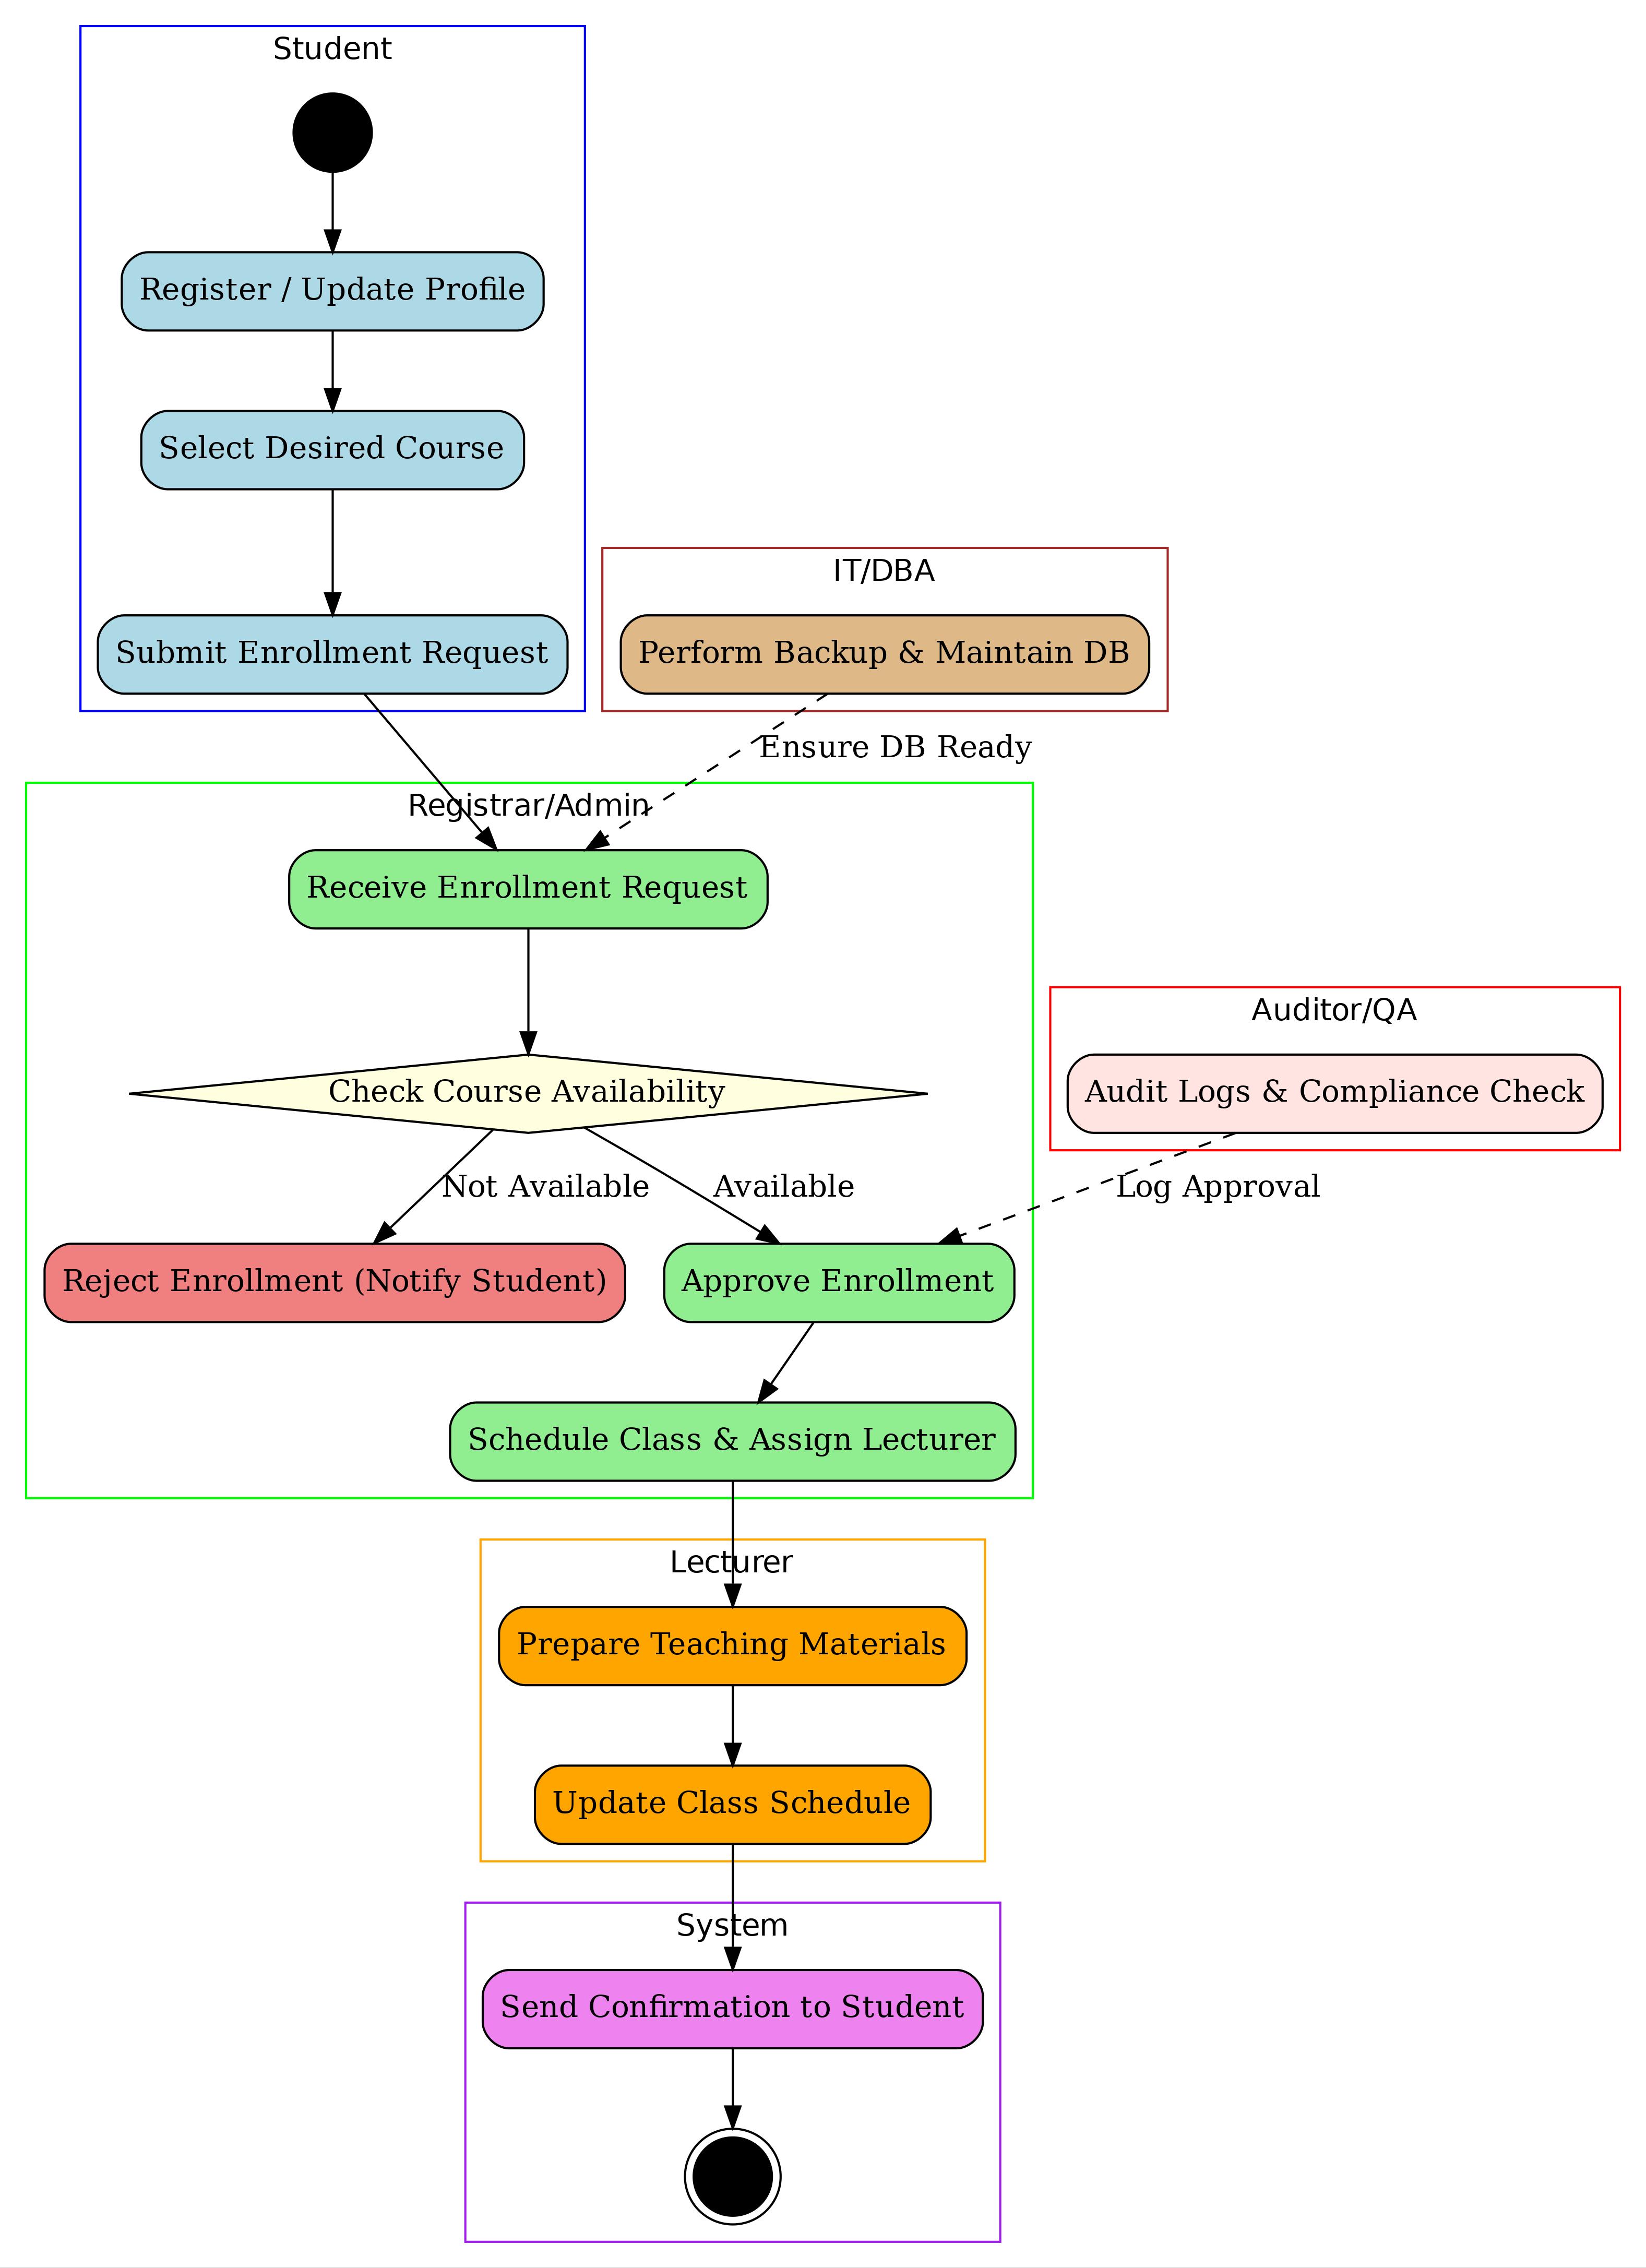 Student
Register / Update Profile
Select Desired Course
IT/DBA
Submit Enrollment Request
Perform Backup & Maintain DB
Ensure DB Ready
Registrar/Admin
Receive Enrollment Request
Auditor/QA
Check Course Availability
Audit Logs & Compliance Check
Not Available
Available
Log Approval
Reject Enrollment (Notify Student)
Approve Enrollment
Schedule Class & Assign Lecturer
Lecturer
Prepare Teaching Materials
Update Class Schedule
System
Send Confirmation to Student